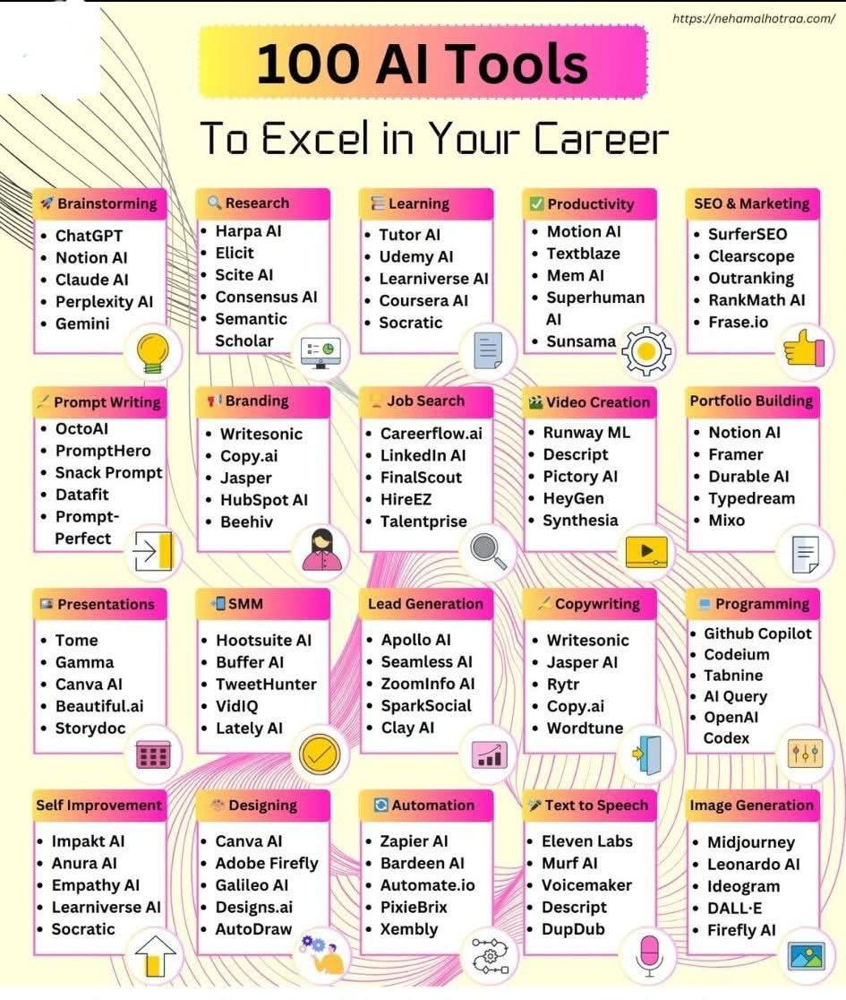 https://nehamalhotraa.com/
100 AI Tools
To Excel in Your Career
Brainstorming
ChatGPT
Notion AI
Claude AI
Perplexity AI
Gemini
Research
Harpa AI
Elicit
Scite AI
Consensus AI
Semantic
Scholar
Learning
Tutor AI
Udemy AI
Learniverse AI
Coursera AI
Socratic
Productivity
Motion AI
Textblaze
Mem AI
Superhuman
AI
Sunsama
SEO & Marketing
SurferSEO
Clearscope
Outranking
RankMath AI
Frase.io
Prompt Writing
OctoAI
PromptHero
Snack Prompt
Datafit
Prompt-
Perfect
Branding
Writesonic
Copy.ai
Jasper
HubSpot AI
Beehiv
Job Search
Careerflow.ai
LinkedIn AI
FinalScout
HireEZ
Talentprise
Video Creation
Runway ML
Descript
Pictory AI
HeyGen
Synthesia
Portfolio Building
Notion AI
Framer
Durable AI
Typedream
Mixo
Presentations
Tome
Gamma
Canva AI
Beautiful.ai
Storydoc
SMM
Hootsuite AI
Buffer AI
TweetHunter
VidIQ
Lately AI
Lead Generation
Apollo AI
Seamless AI
ZoomInfo AI
SparkSocial
Clay AI
Copywriting
Writesonic
Jasper AI
Rytr
Copy.ai
Wordtune
Programming
Github Copilot
Codeium
Tabnine
AI Query
OpenAI
Codex
Self Improvement
Impakt AI
Anura AI
Empathy AI
Learniverse AI
Socratic
Designing
Canva AI
Adobe Firefly
Galileo AI
Designs.ai
AutoDraw
Automation
Zapier AI
Bardeen AI
Automate.io
PixieBrix
Xembly
Text to Speech
Eleven Labs
Murf AI
Voicemaker
Descript
DupDub
Image Generation
Midjourney
Leonardo AI
Ideogram
DALL·E
Firefly AI